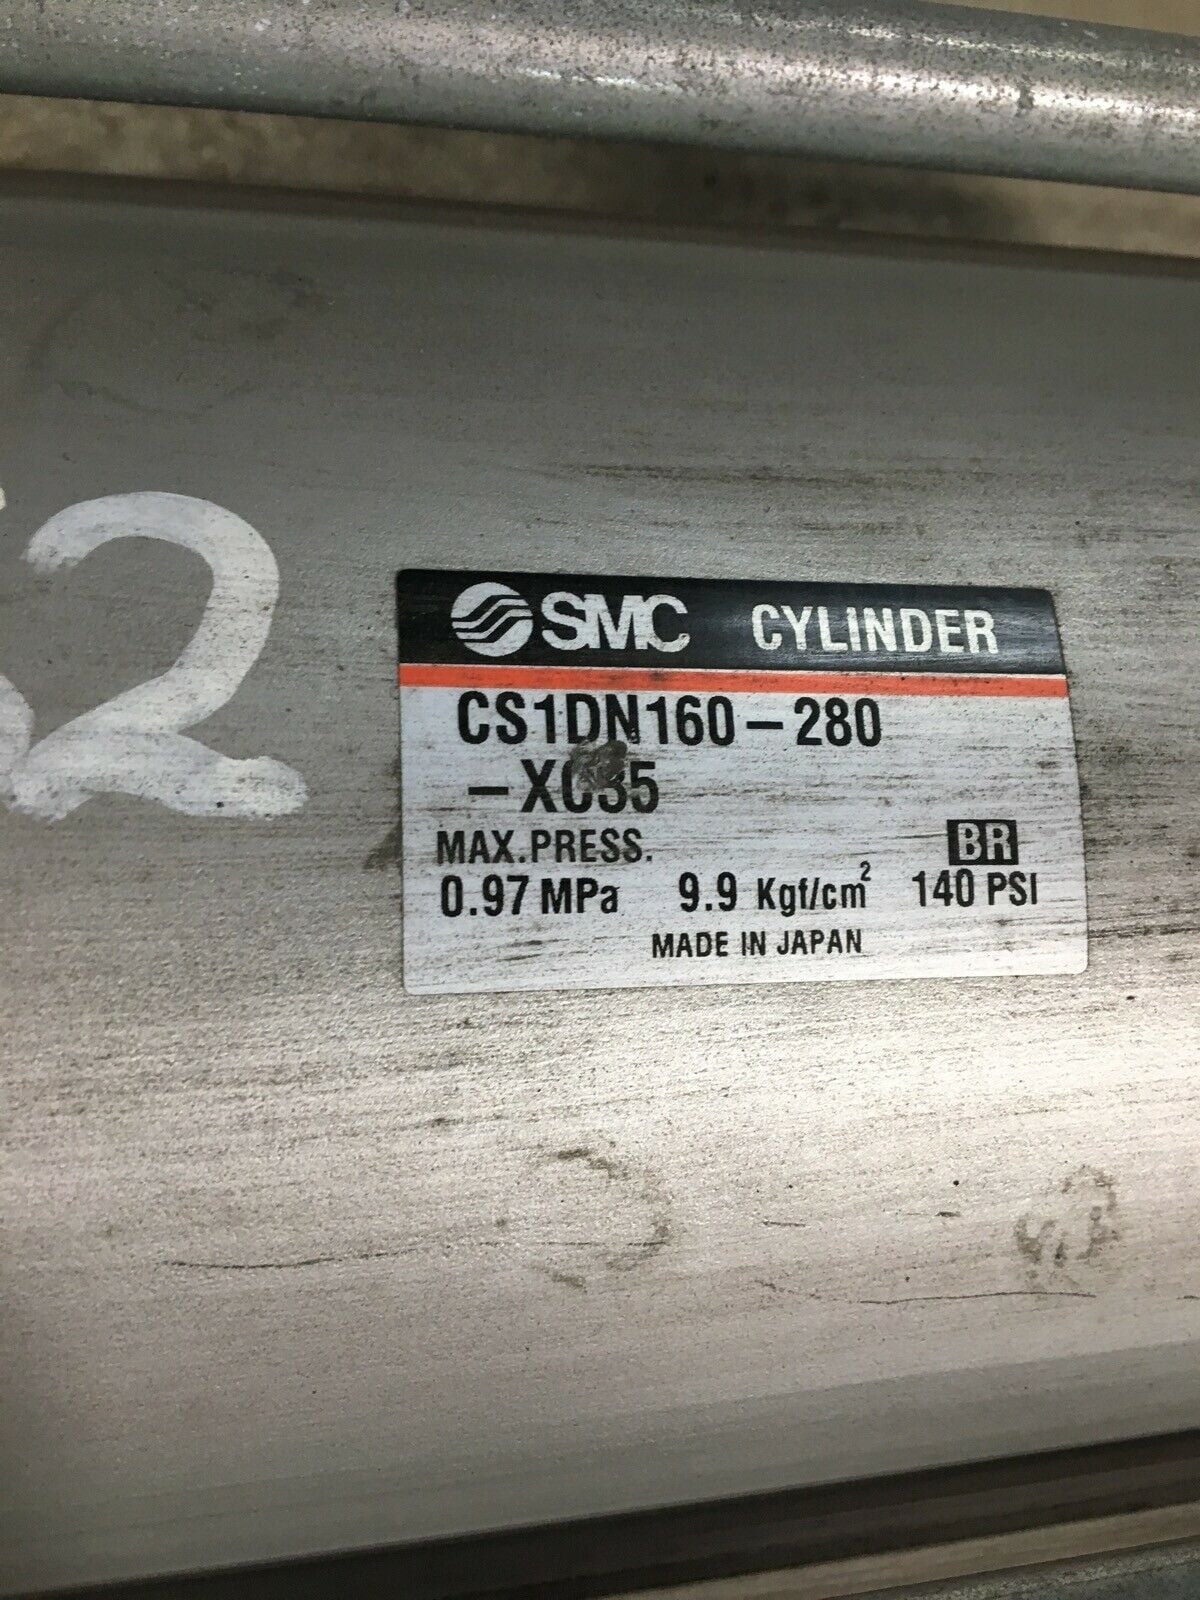 2
SMC CYLINDER
CS1DN160-280
-XC35
MAX.PRESS. BR
0.97 MPa 9.9 Kgf/cm² 140 PSI
MADE IN JAPAN